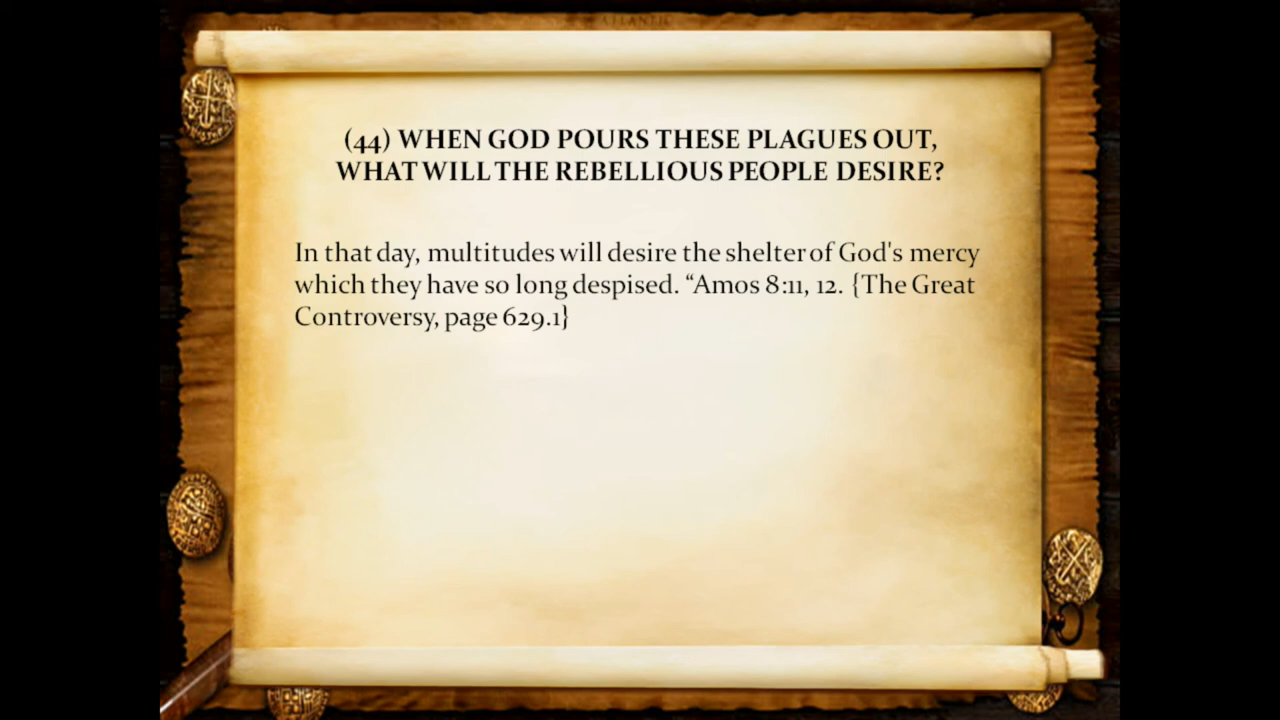 ATLANTIC
(44) WHEN GOD POURS THESE PLAGUES OUT,
WHAT WILL THE REBELLIOUS PEOPLE DESIRE?
In that day, multitudes will desire the shelter of God's mercy
which they have so long despised. “Amos 8:11, 12. {The Great
Controversy, page 629.1}